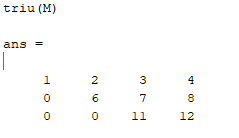 triu(M)
ans =
1 2 3 4
0 6 7 8
0 0 11 12